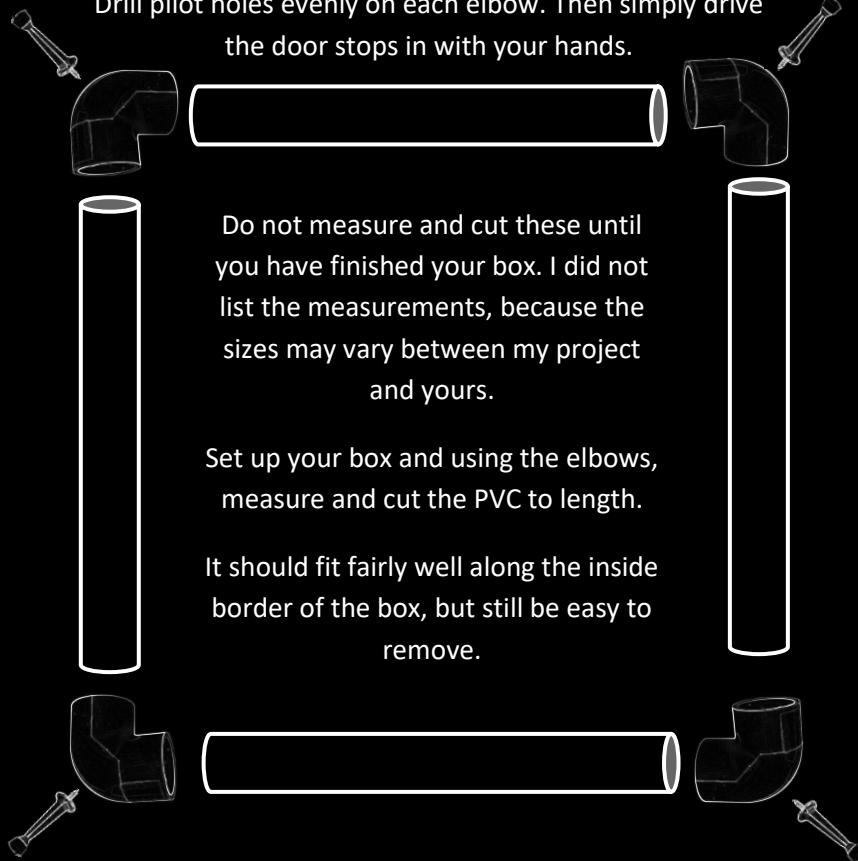 Drill pilot holes evenly on each elbow. Then simply drive
the door stops in with your hands.
Do not measure and cut these until
you have finished your box. I did not
list the measurements, because the
sizes may vary between my project
and yours.
Set up your box and using the elbows,
measure and cut the PVC to length.
It should fit fairly well along the inside
border of the box, but still be easy to
remove.